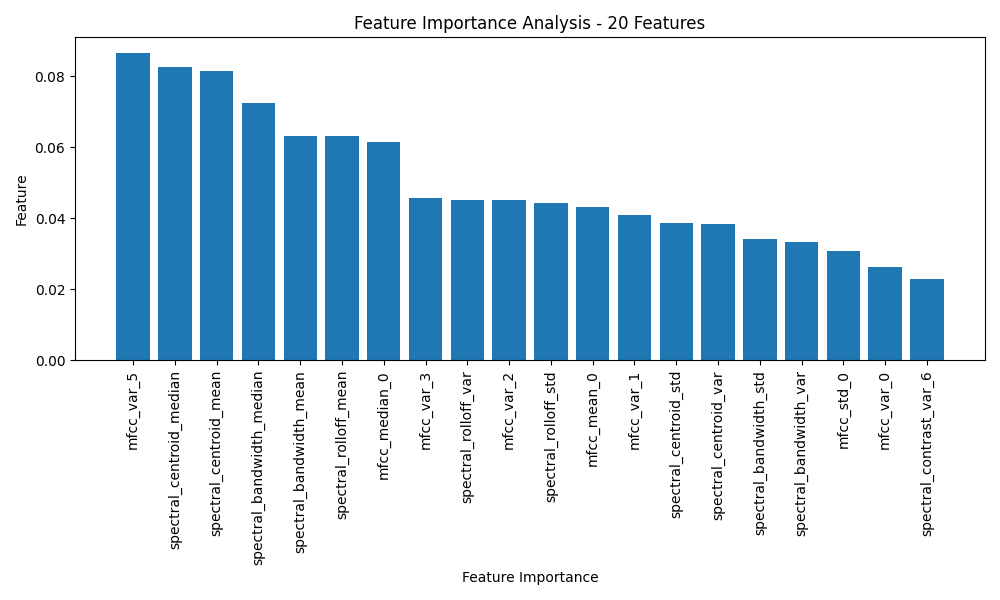 Feature Importance Analysis - 20 Features
Feature
0.08
0.06
0.04
0.02
0.00
mfcc_var_5
spectral_centroid_median
spectral_centroid_mean
spectral_bandwidth_median
spectral_bandwidth_mean
spectral_rolloff_mean
mfcc_median_0
mfcc_var_3
spectral_rolloff_var
mfcc_var_2
spectral_rolloff_std
mfcc_mean_0
mfcc_var_1
spectral_centroid_std
spectral_centroid_var
spectral_bandwidth_std
spectral_bandwidth_var
mfcc_std_0
mfcc_var_0
spectral_contrast_var_6
Feature Importance